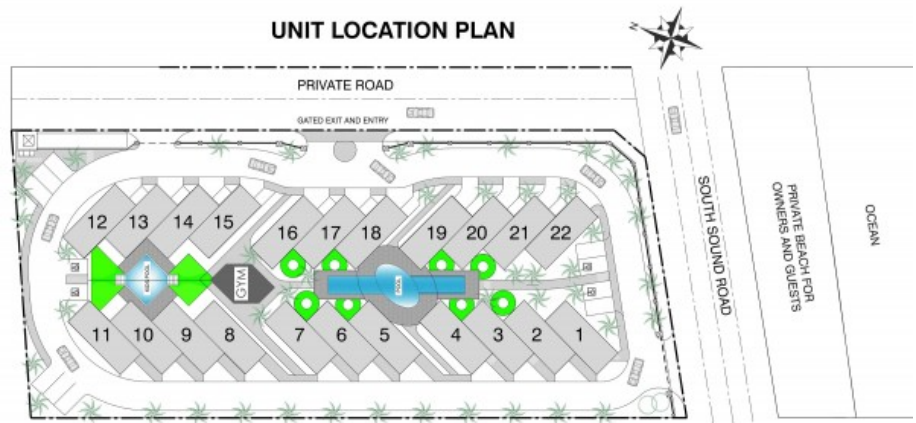 UNIT LOCATION PLAN
N
PRIVATE ROAD
GATED EXIT AND ENTRY
12 13 14 15
16 17 18
19 20 21 22
GYM
POOL
11 10 9 8
7 6 5
4 3 2 1
SOUTH SOUND ROAD
PRIVATE BEACH FOR
OWNERS AND GUESTS
OCEAN